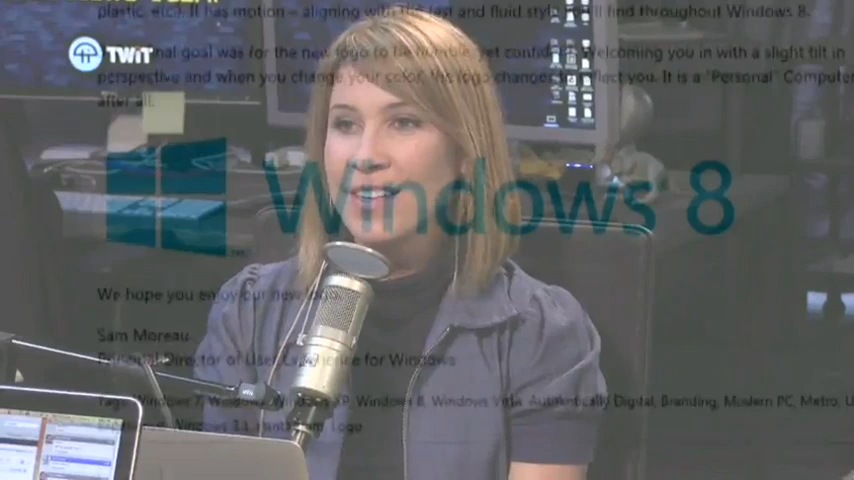 plastic, etc). It has motion – aligning with the fast and fluid style you'll find throughout Windows 8.
TWiT
goal was for the new logo to be humble, yet confident. Welcoming you in with a slight tilt in
perspective and when you change your color, the logo changes to reflect you. It is a "Personal" Computer
after all.
Windows 8
We hope you enjoy our new logo.
Sam Moreau
Director of User Experience for Windows
Windows 7, Windows, Windows XP, Windows 8, Windows Vista, Authentically Digital, Branding, Modern PC, Metro,
Windows 3.1, Logo